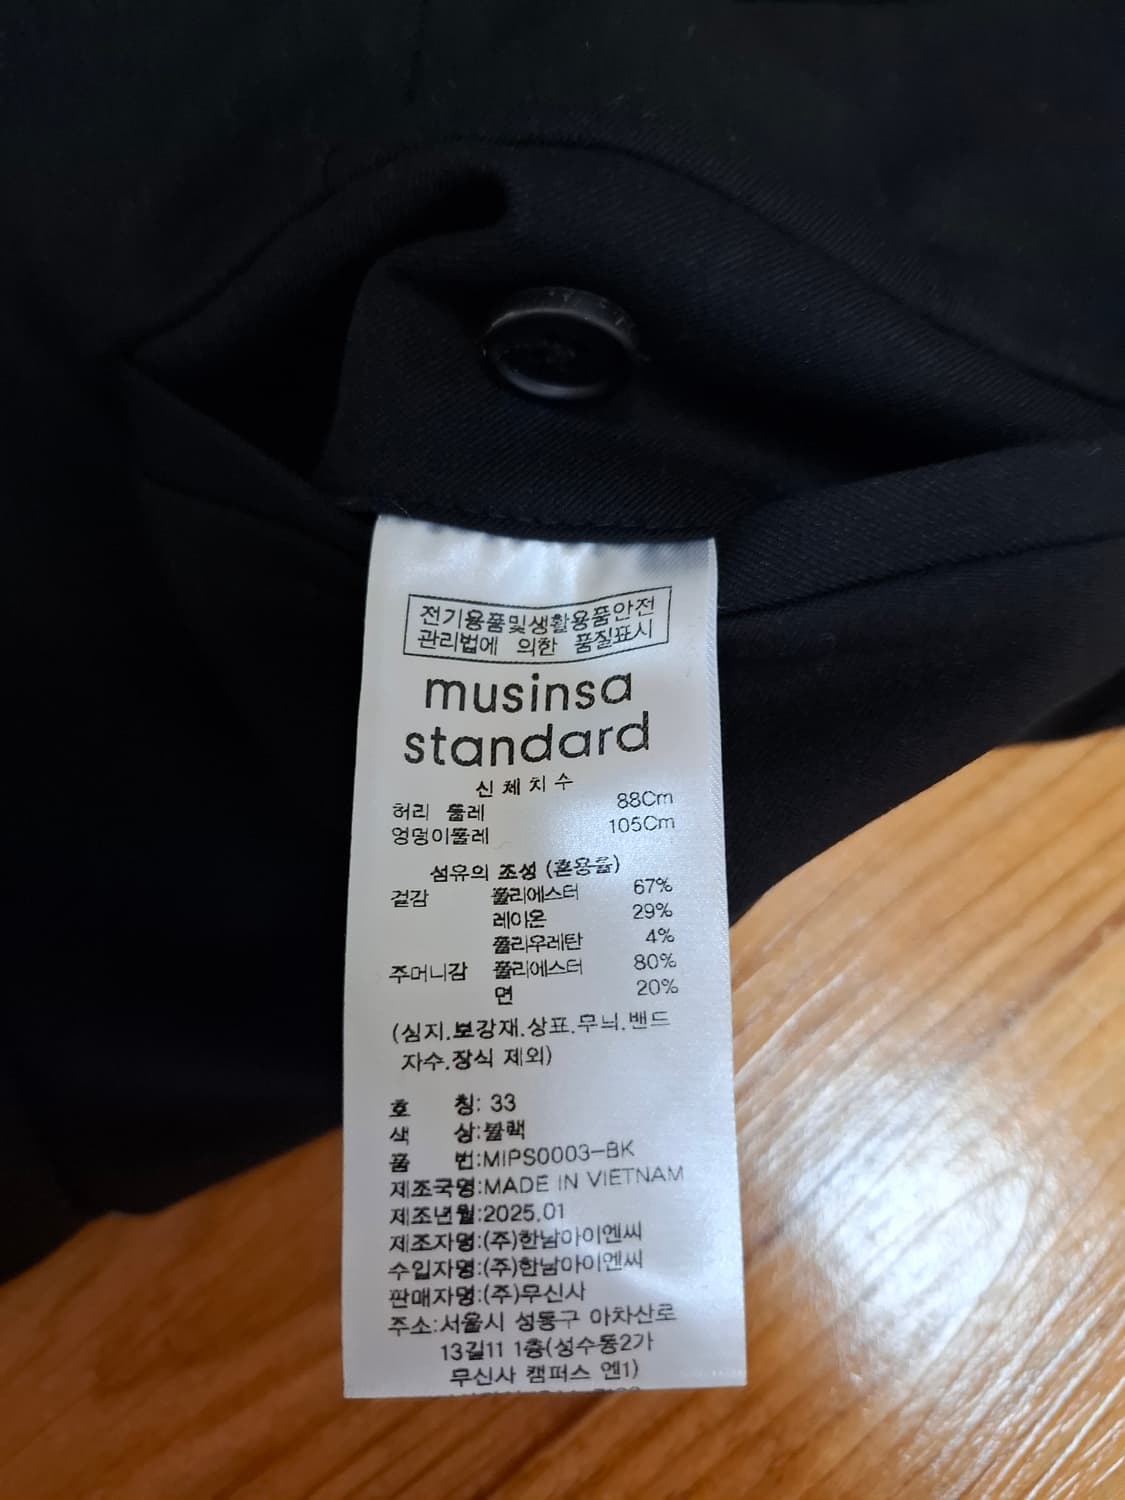 전기용품및생활용품안전
관리법에 의한 품질표시
musinsa
standard
신체치수
허리 둘레 88Cm
엉덩이둘레 105Cm
섬유의 조성 (혼용률)
겉감 폴리에스터 67%
레이온 29%
폴리우레탄 4%
주머니감 폴리에스터 80%
면 20%
(심지.보강재.상표.무늬.밴드
자수.장식 제외)
호 칭: 33
색 상:블랙
품 번:MIPS0003-BK
제조국명:MADE IN VIETNAM
제조년월:2025.01
제조자명:(주)한남아이엔씨
수입자명:(주)한남아이엔씨
판매자명:(주)무신사
주소:서울시 성동구 아차산로
13길11 1층(성수동2가
무신사 캠퍼스 엔1)